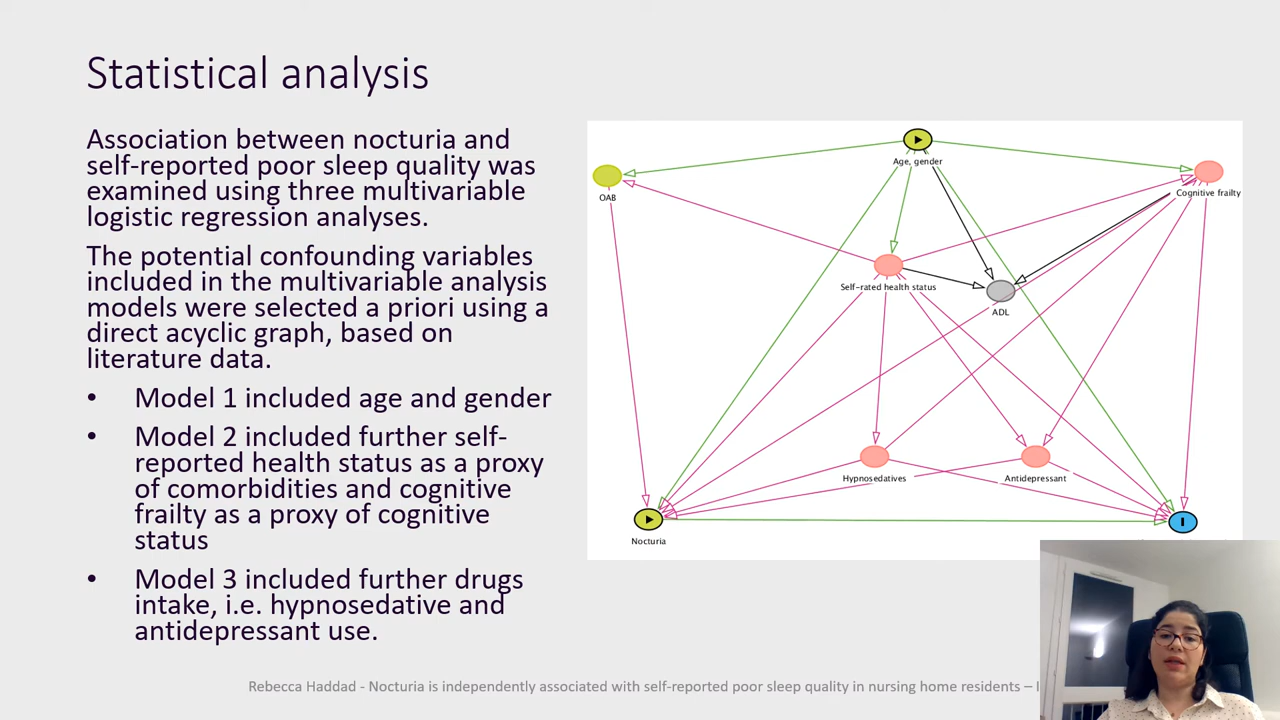 Statistical analysis
Association between nocturia and
self-reported poor sleep quality was
examined using three multivariable
logistic regression analyses.
The potential confounding variables
included in the multivariable analysis
models were selected a priori using a
direct acyclic graph, based on
literature data.
• Model 1 included age and gender
• Model 2 included further self-
reported health status as a proxy
of comorbidities and cognitive
frailty as a proxy of cognitive
status
• Model 3 included further drugs
intake, i.e. hypnosedative and
antidepressant use.
Age, gender
OAB
Cognitive frailty
Self-rated health status
ADL
Hypnosedatives
Antidepressant
Nocturia
Rebecca Haddad - Nocturia is independently associated with self-reported poor sleep quality in nursing home residents –